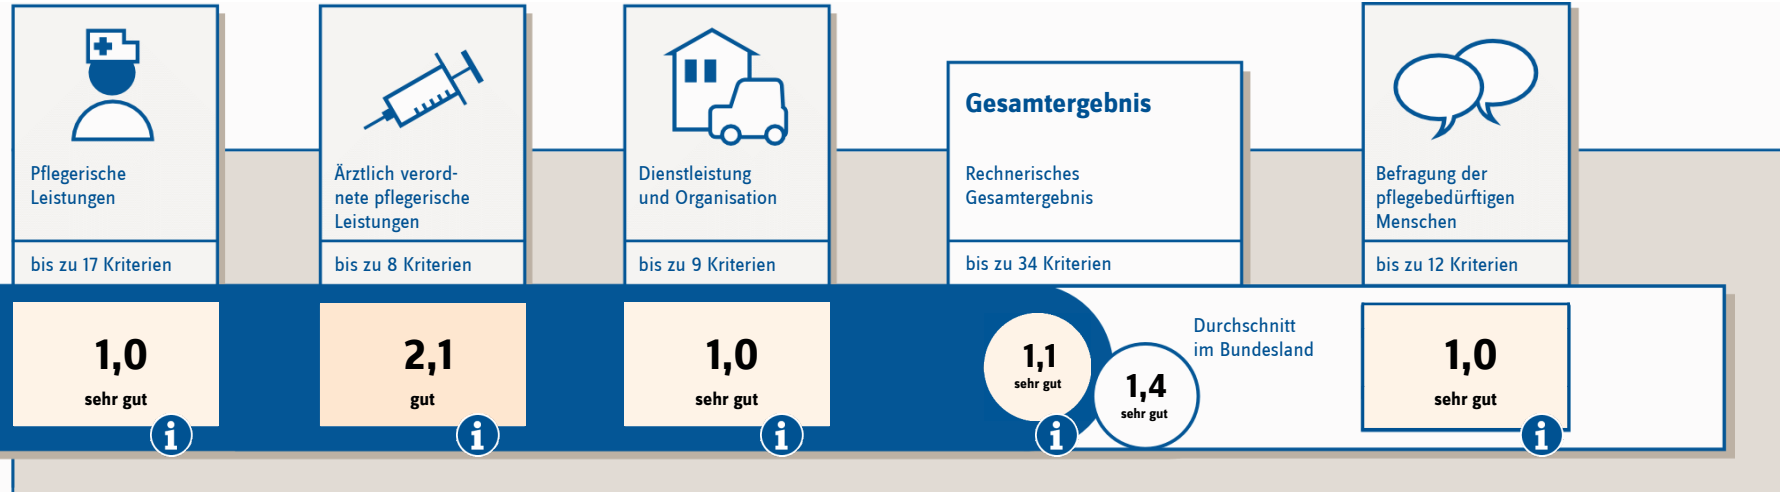 Pflegerische
Leistungen
bis zu 17 Kriterien
1,0
sehr gut
i
Ärztlich verord-
nete pflegerische
Leistungen
bis zu 8 Kriterien
2,1
gut
i
Dienstleistung
und Organisation
bis zu 9 Kriterien
1,0
sehr gut
i
Gesamtergebnis
Rechnerisches
Gesamtergebnis
bis zu 34 Kriterien
1,1
sehr gut
i
1,4
sehr gut
Durchschnitt
im Bundesland
Befragung der
pflegebedürftigen
Menschen
bis zu 12 Kriterien
1,0
sehr gut
i